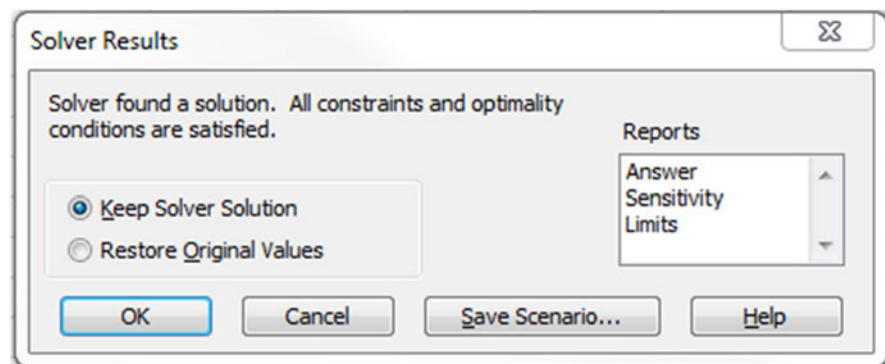 Solver Results
Solver found a solution. All constraints and optimality
conditions are satisfied.
Reports
Answer
Sensitivity
Limits
Keep Solver Solution
Restore Original Values
OK
Cancel
Save Scenario...
Help